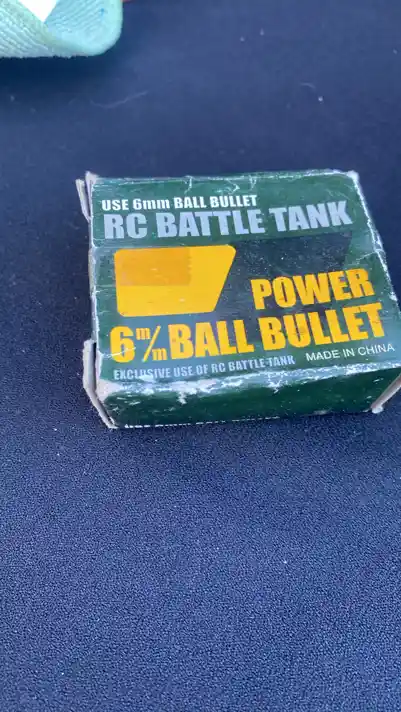 USE 6mm BALL BULLET
RC BATTLE TANK
POWER
6m/m BALL BULLET
EXCLUSIVE USE OF RC BATTLE TANK MADE IN CHINA